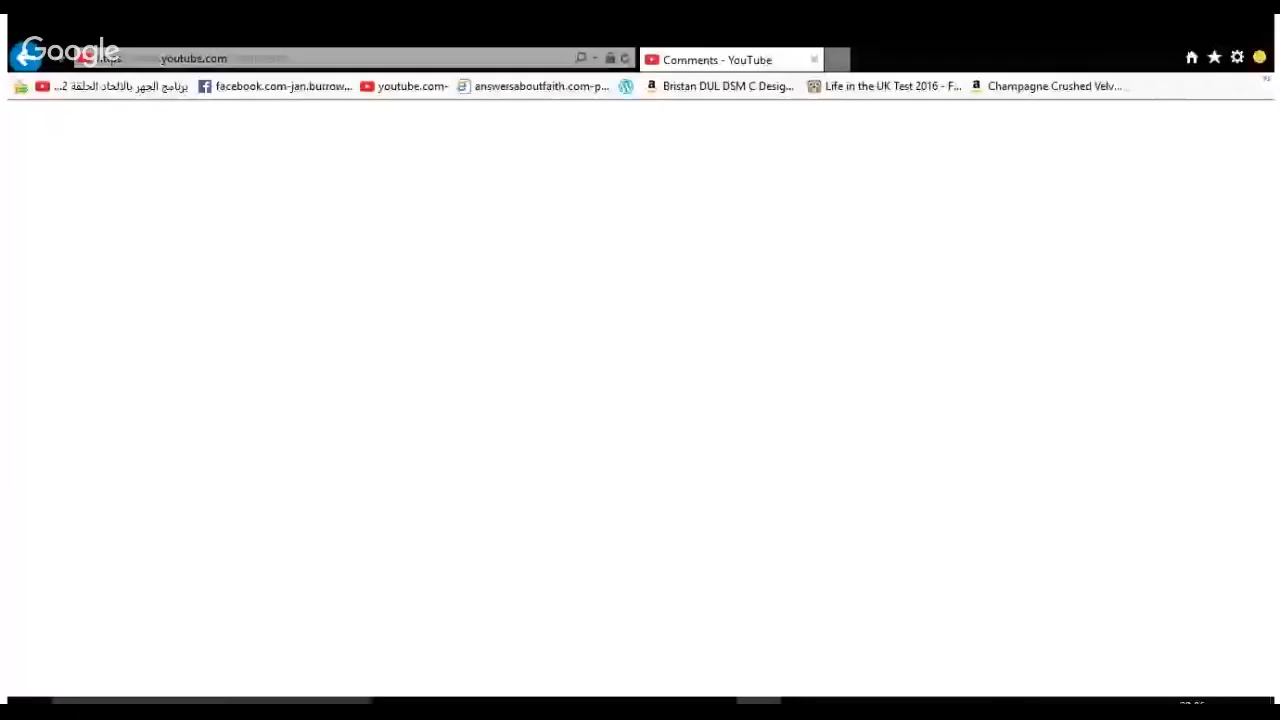 Google
youtube.com
Comments - YouTube
برنامج الجهر بالالحاد الحلقة 2...
facebook.com-jan.burrow...
youtube.com-
answersaboutfaith.com-p...
Bristan DUL DSM C Desig...
Life in the UK Test 2016 - F...
Champagne Crushed Velv...